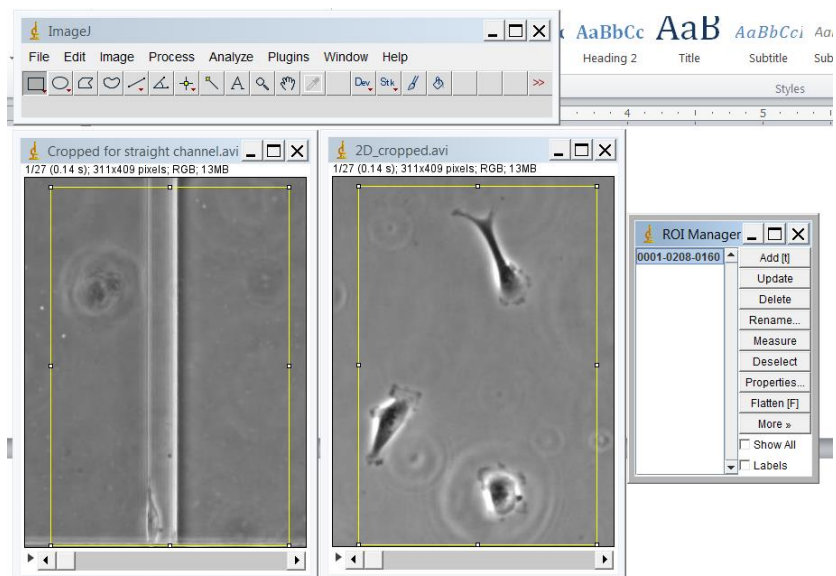 ImageJ
File Edit Image Process Analyze Plugins Window Help
A Dev Stk >>
AaBbCc AaB AaBbCcI
Heading 2 Title Subtitle
Styles
4 5
Cropped for straight channel.avi
1/27 (0.14 s); 311x409 pixels; RGB; 13MB
2D_cropped.avi
1/27 (0.14 s); 311x409 pixels; RGB; 13MB
ROI Manager
0001-0208-0160
Add [t]
Update
Delete
Rename...
Measure
Deselect
Properties...
Flatten [F]
More »
Show All
Labels